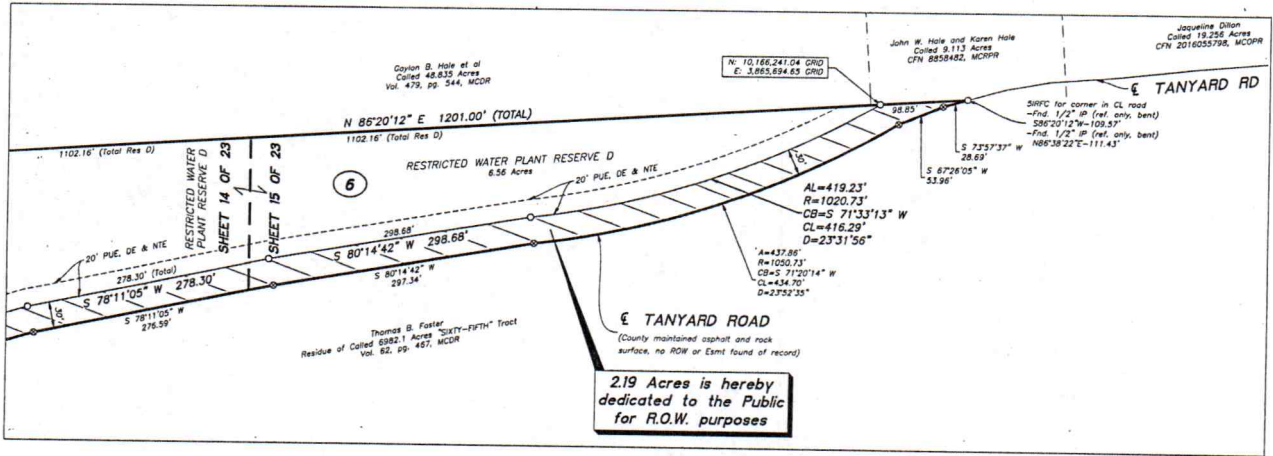 Gaylon B. Hale et al
Called 48.835 Acres
Vol. 479, pg. 544, MCDR
John W. Hale and Karen Hale
Called 9.113 Acres
CFN 8858482, MCRPR
Jaqueline Dillon
Called 19.256 Acres
CFN 2016055798, MCOPR
N: 10,166,241.04 GRID
E: 3,865,694.65 GRID
℄ TANYARD RD
N 86°20'12" E 1201.00' (TOTAL)
1102.16' (Total Res D)
1102.16' (Total Res D)
98.85'
5IRFC for corner in CL road
-Fnd. 1/2" IP (ref. only, bent)
S86°20'12"W-109.57'
-Fnd. 1/2" IP (ref. only, bent)
N86°38'22"E-111.43'
S 73°57'37" W
28.69'
S 67°26'05" W
53.96'
RESTRICTED WATER
PLANT RESERVE D
SHEET 14 OF 23
SHEET 15 OF 23
6
RESTRICTED WATER PLANT RESERVE D
6.56 Acres
20' PUE, DE & NTE
30'
AL=419.23'
R=1020.73'
CB=S 71°33'13" W
CL=416.29'
D=23°31'56"
A=437.86'
R=1050.73'
CB=S 71°20'14" W
CL=434.70'
D=23°52'35"
20' PUE, DE & NTE
298.68'
S 80°14'42" W 298.68'
S 80°14'42" W
297.34'
278.30' (Total)
S 78°11'05" W 278.30'
30'
S 78°11'05" W
276.59'
Thomas B. Foster
Residue of Called 6982.1 Acres "SIXTY-FIFTH" Tract
Vol. 62, pg. 457, MCDR
℄ TANYARD ROAD
(County maintained asphalt and rock
surface, no ROW or Esmt found of record)
2.19 Acres is hereby
dedicated to the Public
for R.O.W. purposes